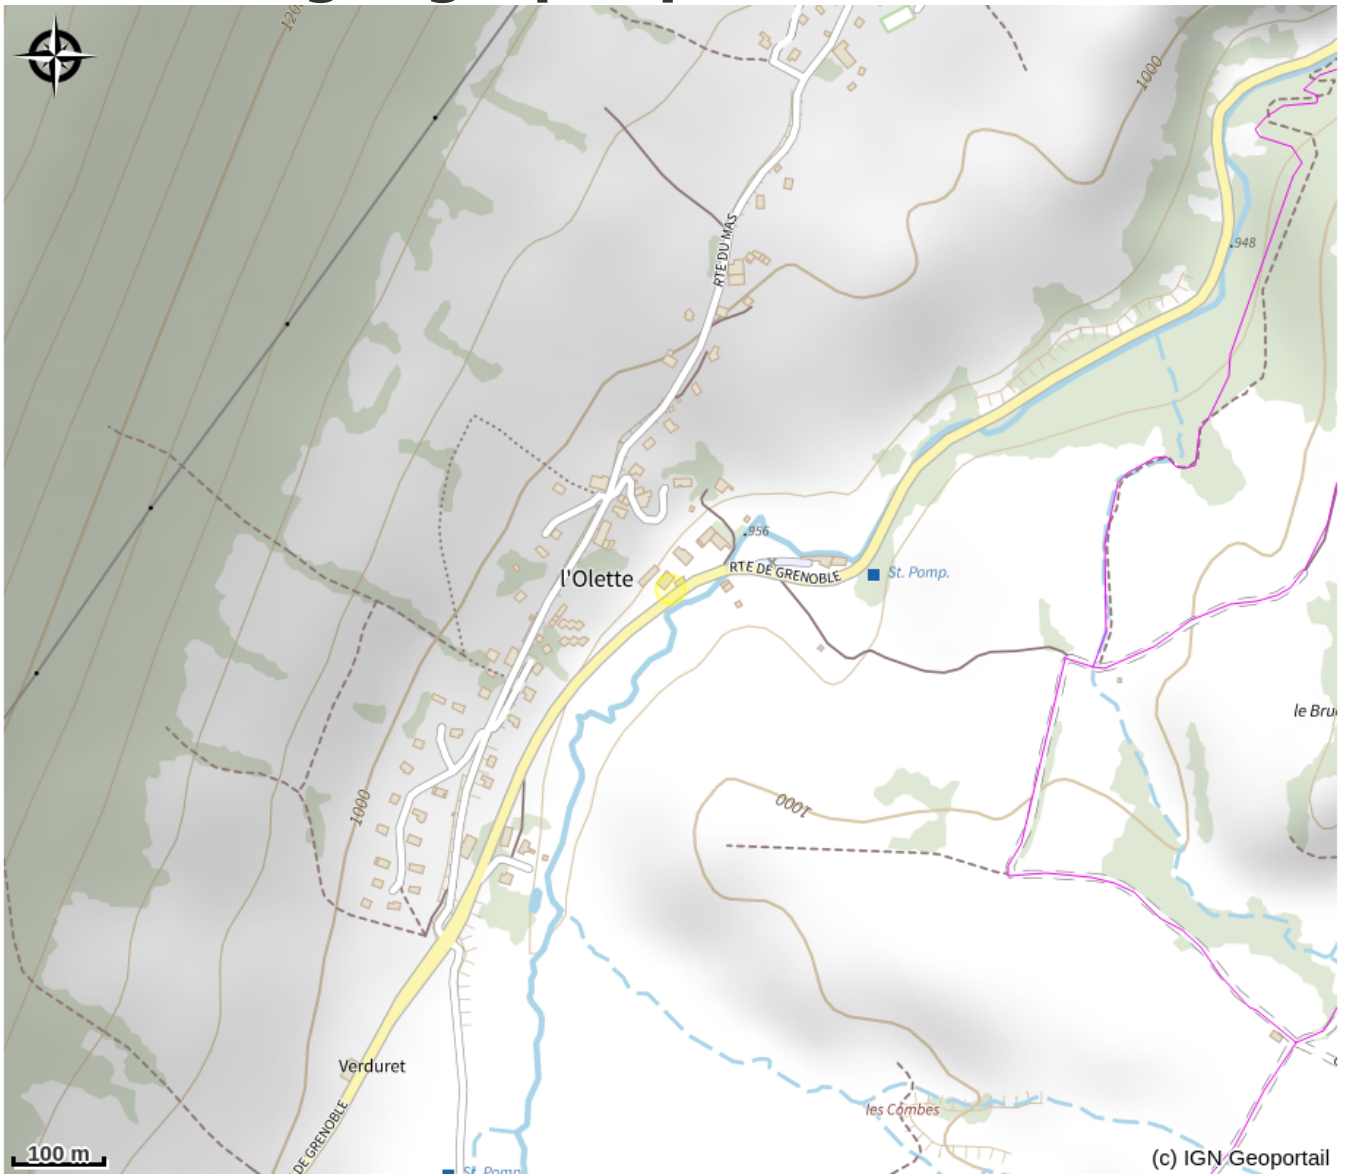 1000
RTE DU MAS
948
956
l'Olette
RTE DE GRENOBLE
St. Pomp.
le Bru
1000
1000
Verduret
les Combes
DE GRENOBLE
100 m
St. Pomp.
(c) IGN Geoportail